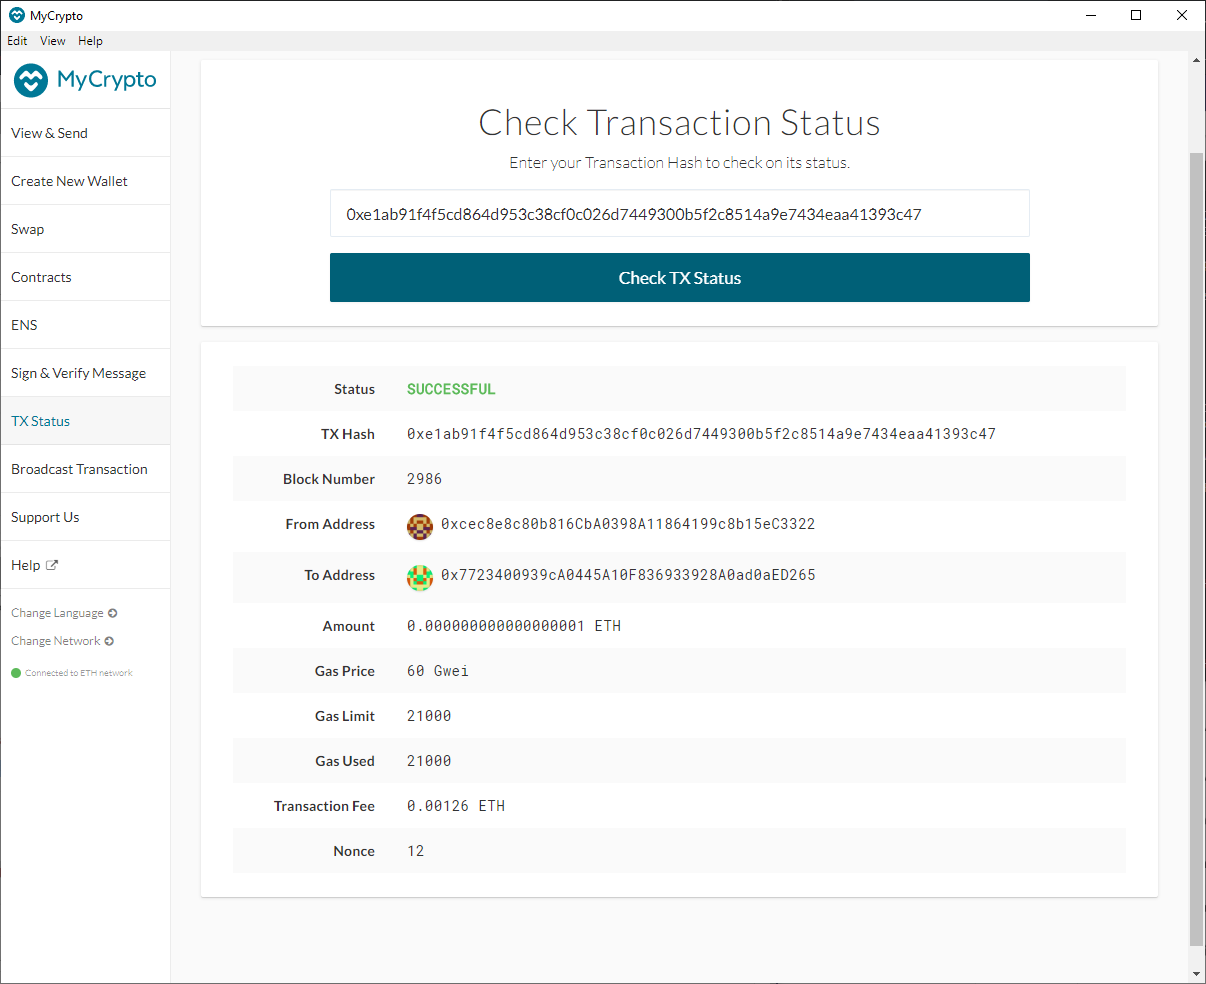 MyCrypto
Edit View Help
MyCrypto
View & Send
Create New Wallet
Swap
Contracts
ENS
Sign & Verify Message
TX Status
Broadcast Transaction
Support Us
Help
Change Language
Change Network
Connected to ETH network
Check Transaction Status
Enter your Transaction Hash to check on its status.
0xe1ab91f4f5cd864d953c38cf0c026d7449300b5f2c8514a9e7434eaa41393c47
Check TX Status
Status SUCCESSFUL
TX Hash 0xe1ab91f4f5cd864d953c38cf0c026d7449300b5f2c8514a9e7434eaa41393c47
Block Number 2986
From Address 0xcec8e8c80b816CbA0398A11864199c8b15eC3322
To Address 0x7723400939cA0445A10F836933928A0ad0aED265
Amount 0.000000000000000001 ETH
Gas Price 60 Gwei
Gas Limit 21000
Gas Used 21000
Transaction Fee 0.00126 ETH
Nonce 12